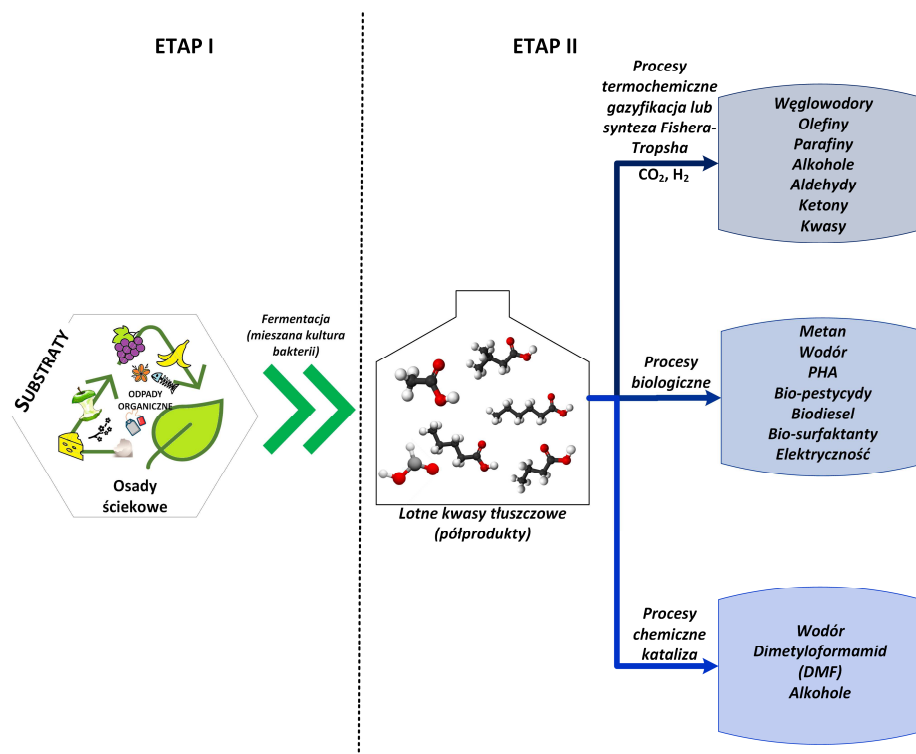 ETAP I
ETAP II
SUBSTRATY
ODPADY
ORGANICZNE
Osady
ściekowe
Fermentacja
(mieszana kultura
bakterii)
Lotne kwasy tłuszczowe
(półprodukty)
Procesy
termochemiczne
gazyfikacja lub
synteza Fishera-
Tropsha
CO₂, H₂
Węglowodory
Olefiny
Parafiny
Alkohole
Aldehydy
Ketony
Kwasy
Procesy
biologiczne
Metan
Wodór
PHA
Bio-pestycydy
Biodiesel
Bio-surfaktanty
Elektryczność
Procesy
chemiczne
kataliza
Wodór
Dimetyloformamid
(DMF)
Alkohole